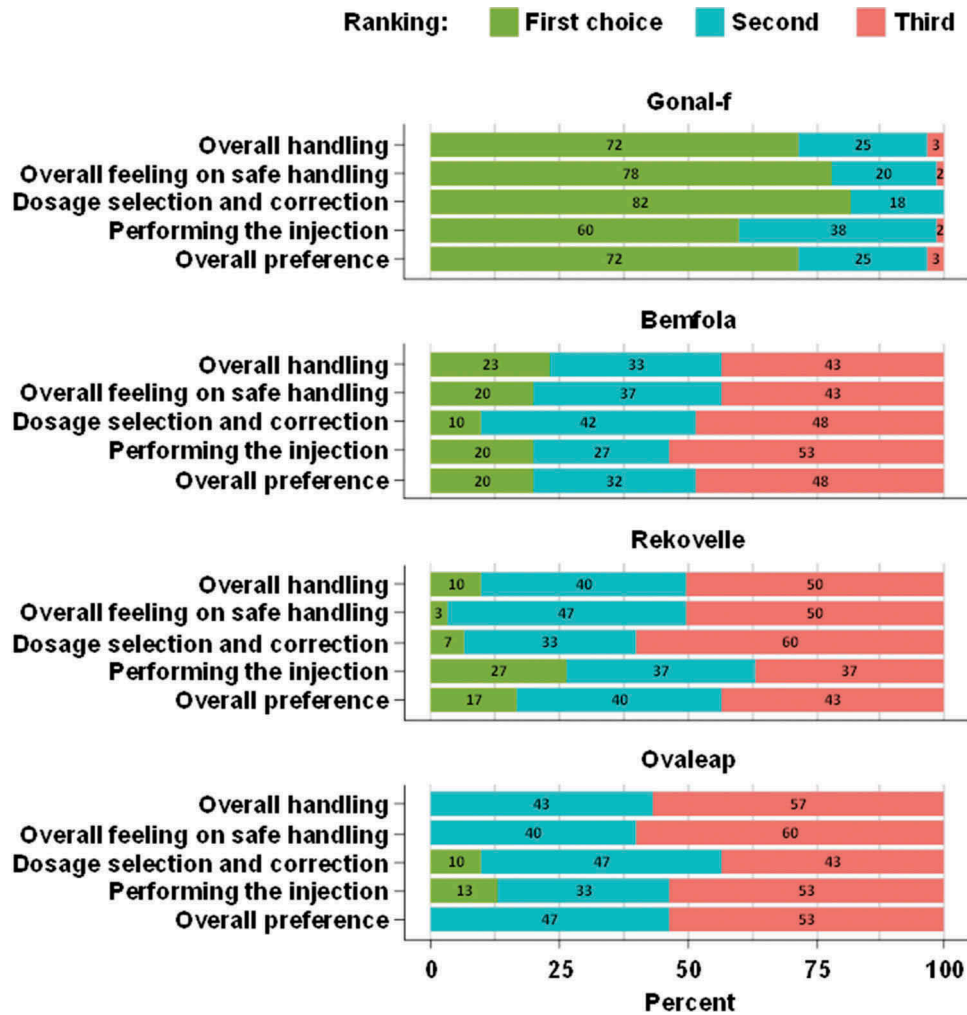 Ranking: First choice Second Third
Gonal-f
Overall handling 72 25 3
Overall feeling on safe handling 78 20 2
Dosage selection and correction 82 18
Performing the injection 60 38 2
Overall preference 72 25 3
Bemfola
Overall handling 23 33 43
Overall feeling on safe handling 20 37 43
Dosage selection and correction 10 42 48
Performing the injection 20 27 53
Overall preference 20 32 48
Rekovelle
Overall handling 10 40 50
Overall feeling on safe handling 3 47 50
Dosage selection and correction 7 33 60
Performing the injection 27 37 37
Overall preference 17 40 43
Ovaleap
Overall handling 43 57
Overall feeling on safe handling 40 60
Dosage selection and correction 10 47 43
Performing the injection 13 33 53
Overall preference 47 53
0 25 50 75 100
Percent